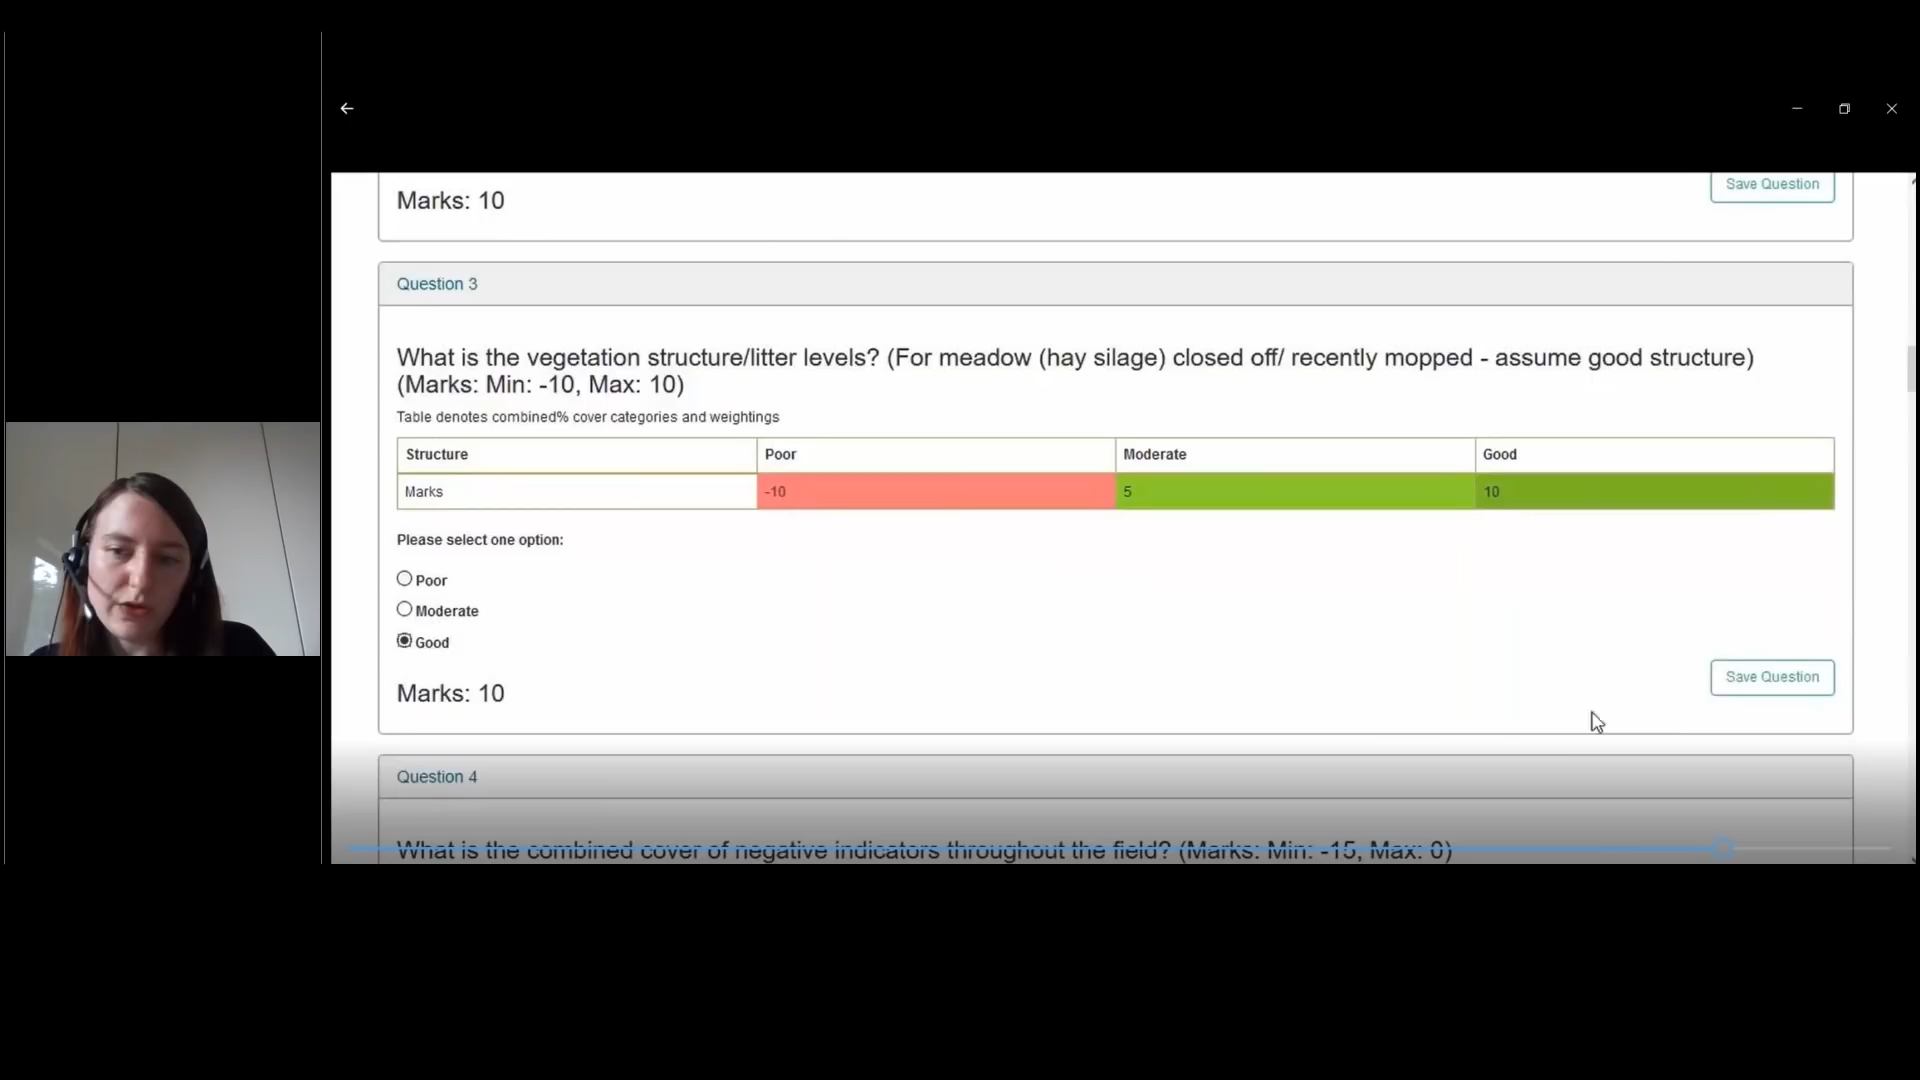 Marks: 10
Save Question
Question 3
What is the vegetation structure/litter levels? (For meadow (hay silage) closed off/ recently mopped - assume good structure)
(Marks: Min: -10, Max: 10)
Table denotes combined% cover categories and weightings
Structure Poor Moderate Good
Marks -10 5 10
Please select one option:
Poor
Moderate
Good
Marks: 10
Save Question
Question 4
What is the combined cover of negative indicators throughout the field? (Marks: Min: -15, Max: 0)